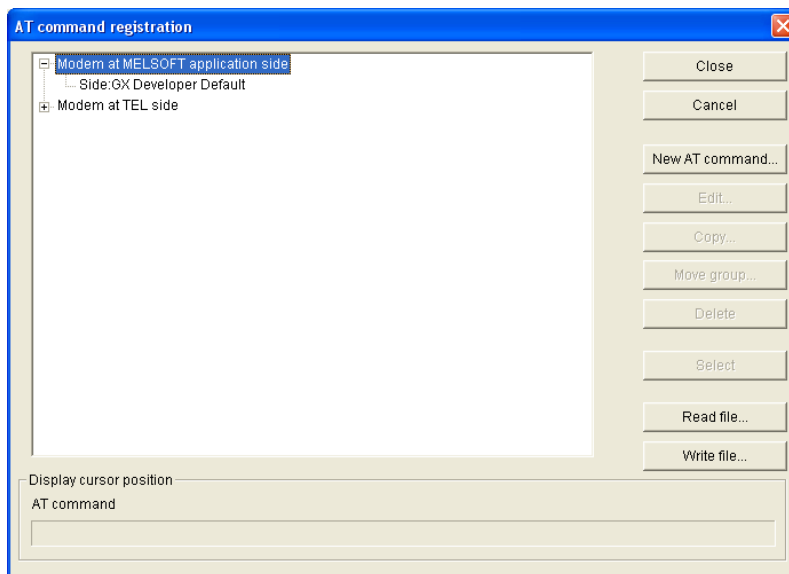 AT command registration
Modem at MELSOFT application side
Side:GX Developer Default
Modem at TEL side
Close
Cancel
New AT command...
Edit...
Copy...
Move group...
Delete
Select
Read file...
Write file...
Display cursor position
AT command